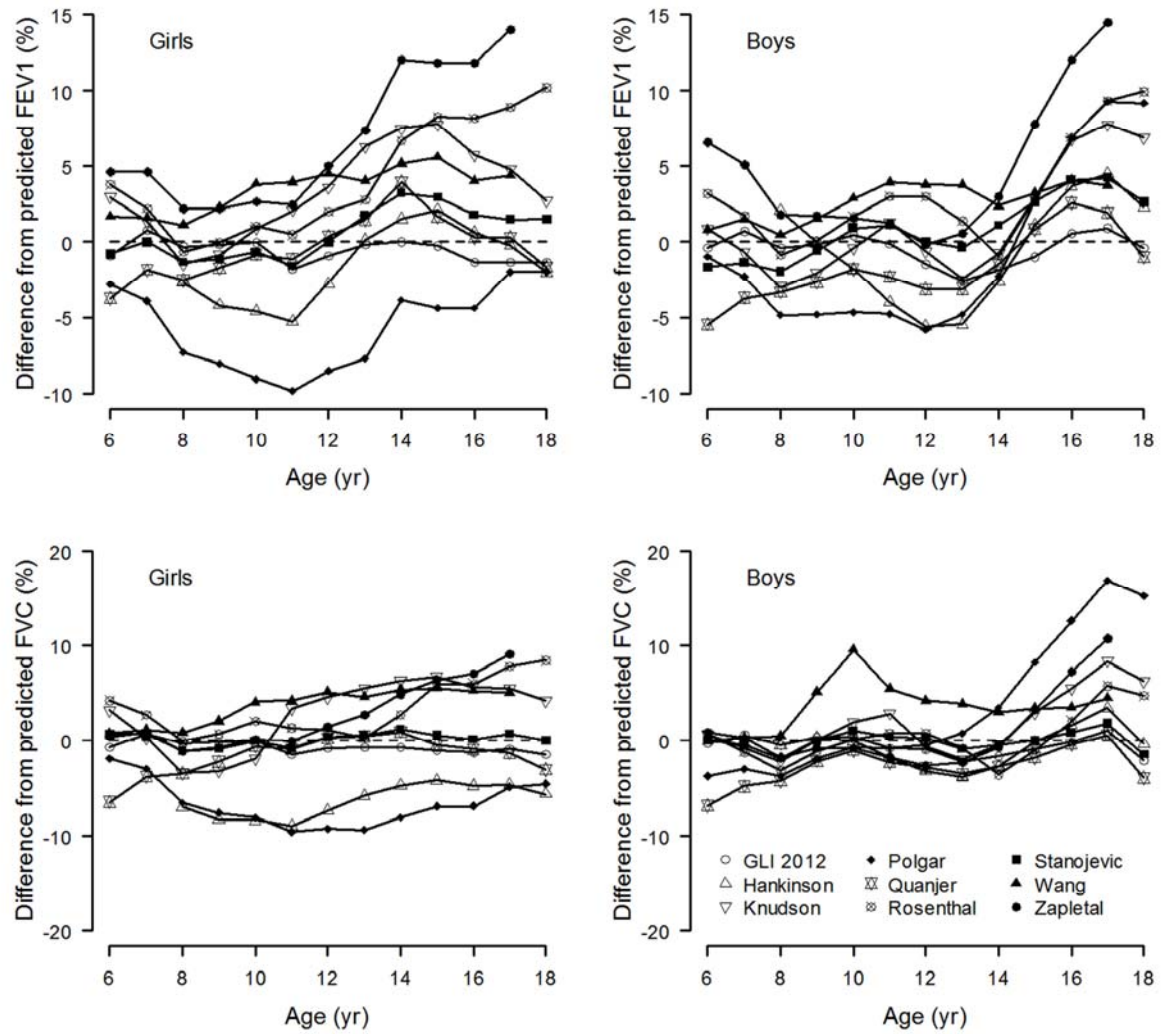 Girls
Difference from predicted FEV1 (%)
15
10
5
0
-5
-10
6 8 10 12 14 16 18
Age (yr)
Boys
Difference from predicted FEV1 (%)
15
10
5
0
-5
-10
6 8 10 12 14 16 18
Age (yr)
Girls
Difference from predicted FVC (%)
20
10
0
-10
-20
6 8 10 12 14 16 18
Age (yr)
Boys
Difference from predicted FVC (%)
20
10
0
-10
-20
GLI 2012 Polgar Stanojevic
Hankinson Quanjer Wang
Knudson Rosenthal Zapletal
6 8 10 12 14 16 18
Age (yr)